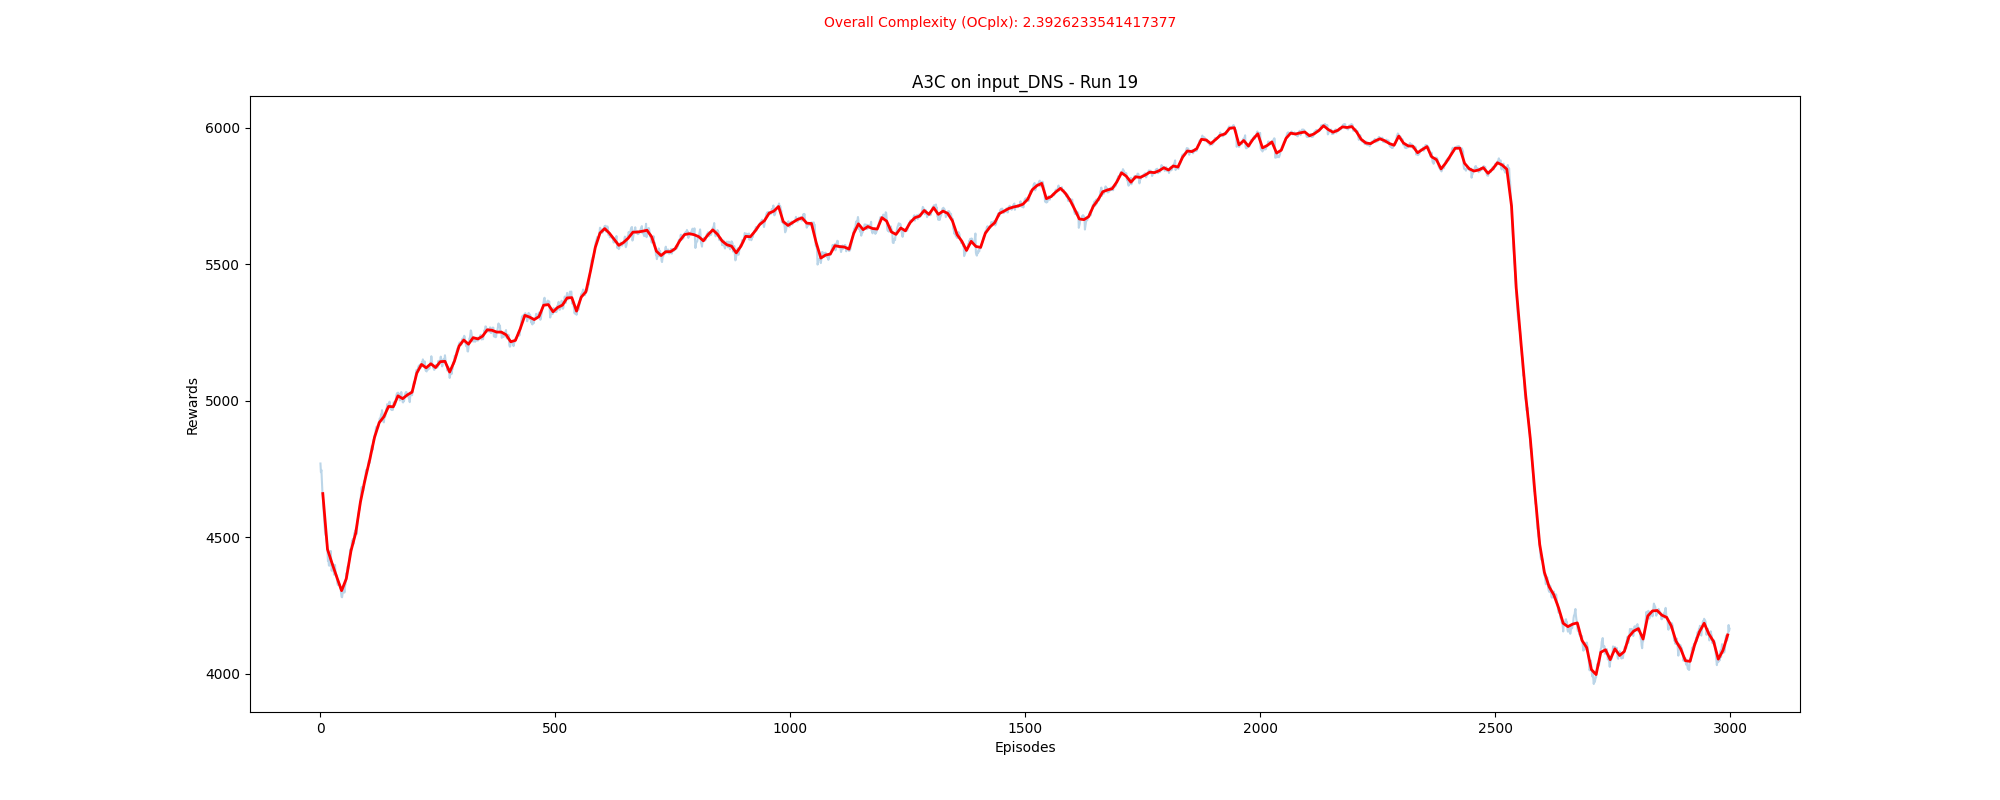 Overall Complexity (OCplx): 2.3926233541417377
A3C on input_DNS - Run 19
6000
5500
5000
4500
4000
Rewards
0 500 1000 1500 2000 2500 3000
Episodes